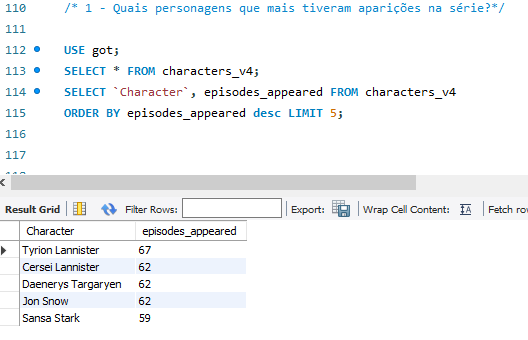 110 /* 1 - Quais personagens que mais tiveram aparições na série?*/
111
112 USE got;
113 SELECT * FROM characters_v4;
114 SELECT `Character`, episodes_appeared FROM characters_v4
115 ORDER BY episodes_appeared desc LIMIT 5;
116
117
Result Grid Filter Rows: Export: Wrap Cell Content: Fetch rov
Character episodes_appeared
Tyrion Lannister 67
Cersei Lannister 62
Daenerys Targaryen 62
Jon Snow 62
Sansa Stark 59